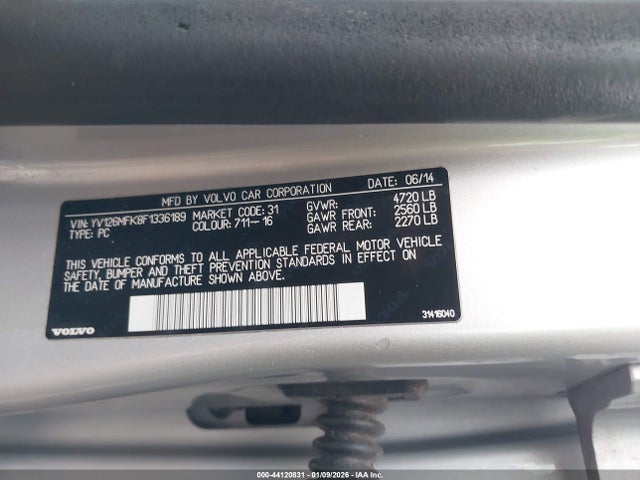 MFD BY VOLVO CAR CORPORATION DATE: 06/14
VIN: YV126MFK8F1336189 MARKET CODE: 31 GVWR: 4720 LB
TYPE: PC COLOUR: 711-16 GAWR FRONT: 2560 LB
GAWR REAR: 2270 LB
THIS VEHICLE CONFORMS TO ALL APPLICABLE FEDERAL MOTOR VEHICLE
SAFETY, BUMPER AND THEFT PREVENTION STANDARDS IN EFFECT ON
THE DATE OF MANUFACTURE SHOWN ABOVE.
VOLVO
31416040
000-44120831 - 01/09/2026 - IAA Inc.